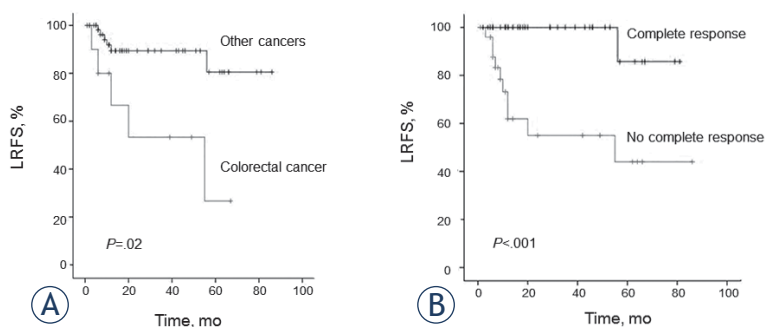 100
80
60
40
20
0
LRFS, %
Other cancers
Colorectal cancer
P=.02
0 20 40 60 80 100
Time, mo
A
100
80
60
40
20
0
LRFS, %
Complete response
No complete response
P<.001
0 20 40 60 80 100
Time, mo
B